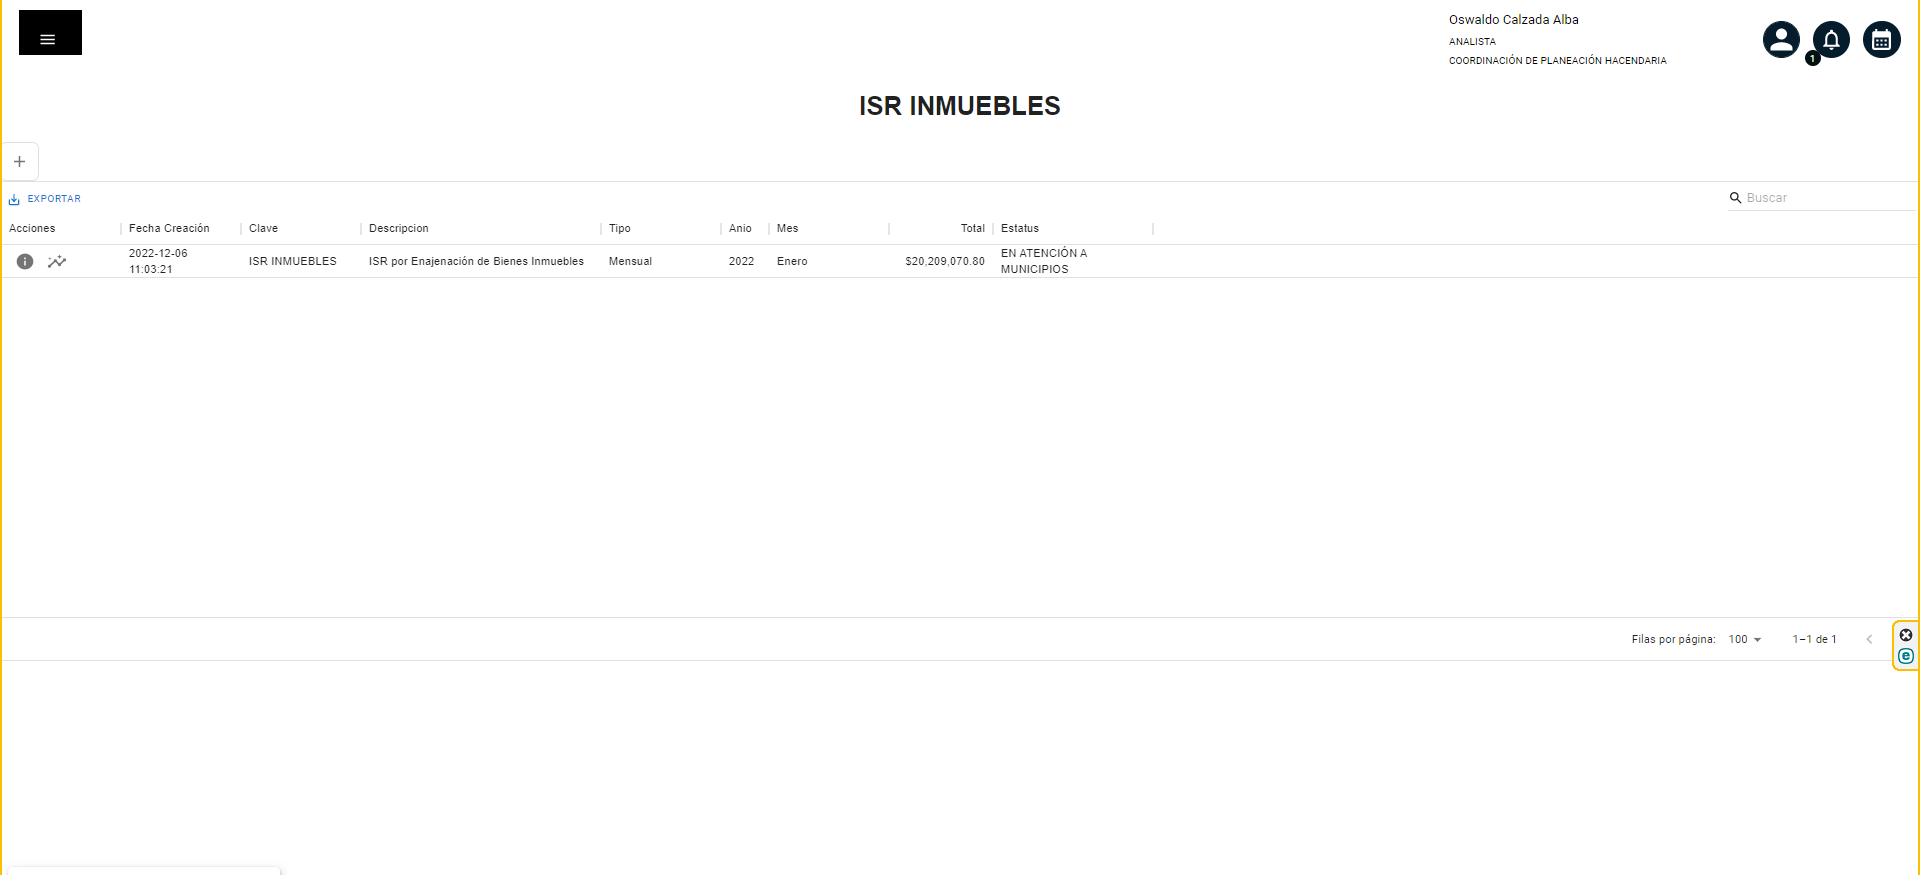 Oswaldo Calzada Alba
ANALISTA
COORDINACIÓN DE PLANEACIÓN HACENDARIA
1
ISR INMUEBLES
EXPORTAR
Buscar
Acciones Fecha Creación Clave Descripcion Tipo Anio Mes Total Estatus
2022-12-06 11:03:21 ISR INMUEBLES ISR por Enajenación de Bienes Inmuebles Mensual 2022 Enero $20,209,070.80 EN ATENCIÓN A MUNICIPIOS
Filas por página: 100 1–1 de 1